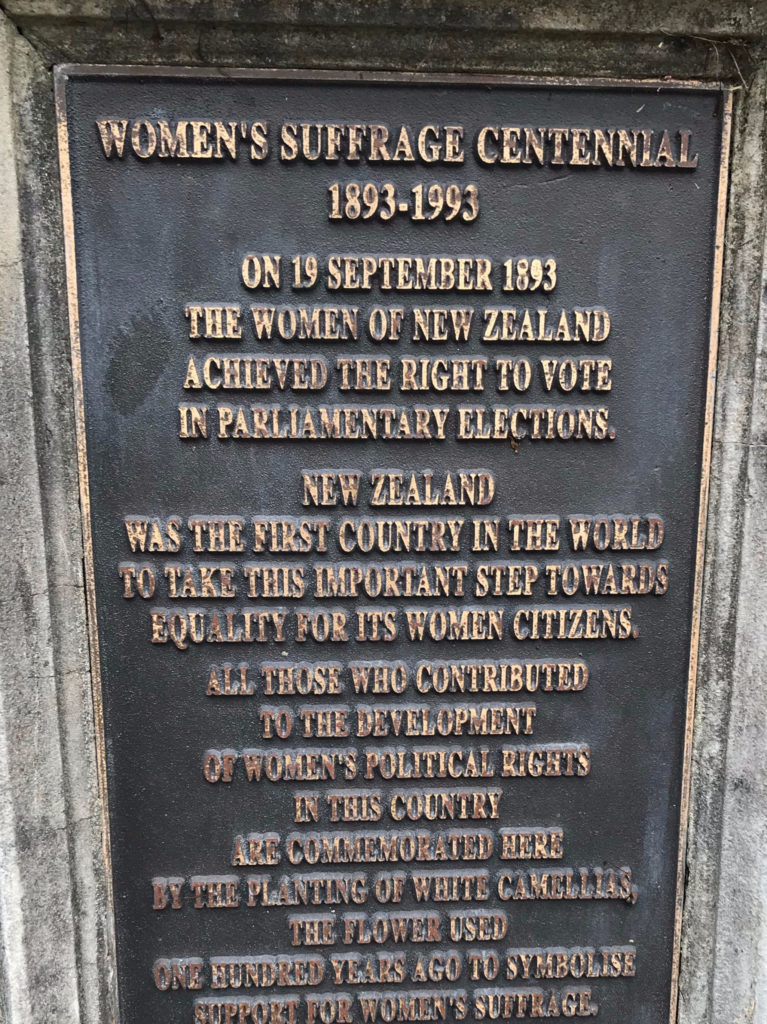 WOMEN'S SUFFRAGE CENTENNIAL
1893-1993
ON 19 SEPTEMBER 1893
THE WOMEN OF NEW ZEALAND
ACHIEVED THE RIGHT TO VOTE
IN PARLIAMENTARY ELECTIONS.
NEW ZEALAND
WAS THE FIRST COUNTRY IN THE WORLD
TO TAKE THIS IMPORTANT STEP TOWARDS
EQUALITY FOR ITS WOMEN CITIZENS.
ALL THOSE WHO CONTRIBUTED
TO THE DEVELOPMENT
OF WOMEN'S POLITICAL RIGHTS
IN THIS COUNTRY
ARE COMMEMORATED HERE
BY THE PLANTING OF WHITE CAMELLIAS,
THE FLOWER USED
ONE HUNDRED YEARS AGO TO SYMBOLISE
SUPPORT FOR WOMEN'S SUFFRAGE.